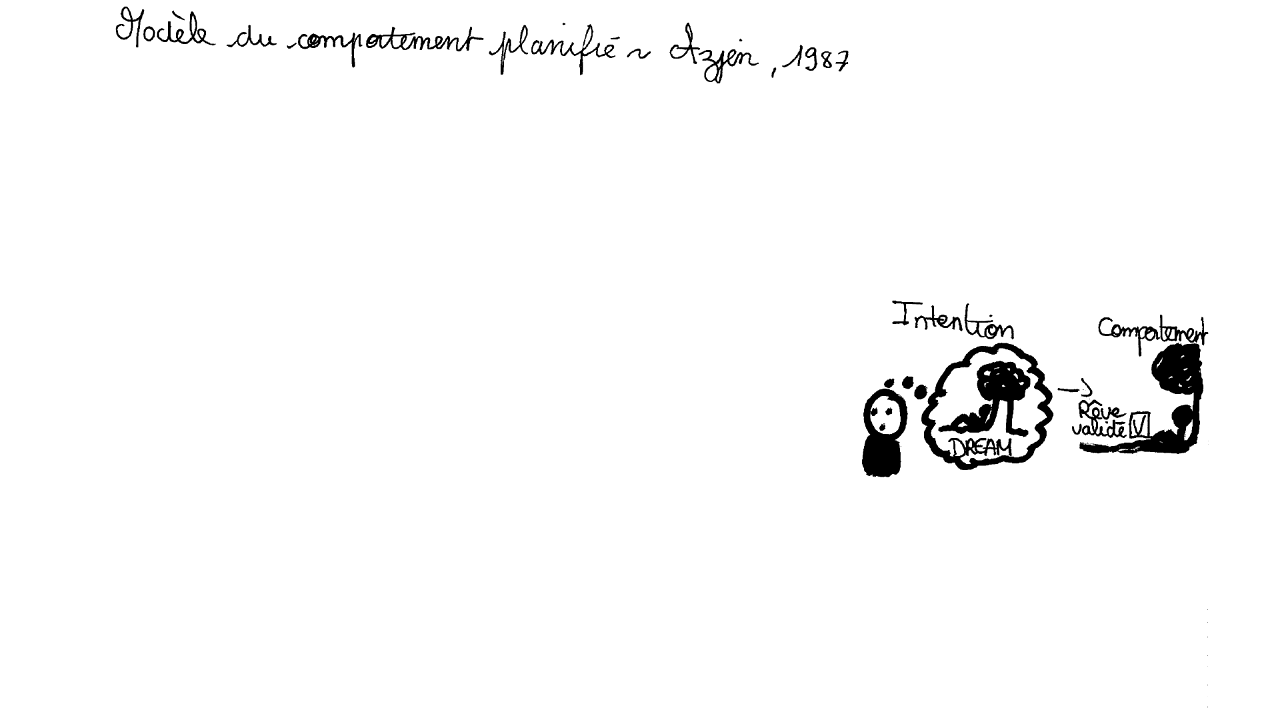 Modèle du comportement planifié ~ Azjen, 1987
Intention
Comportement
DREAM
Rêve
validé V